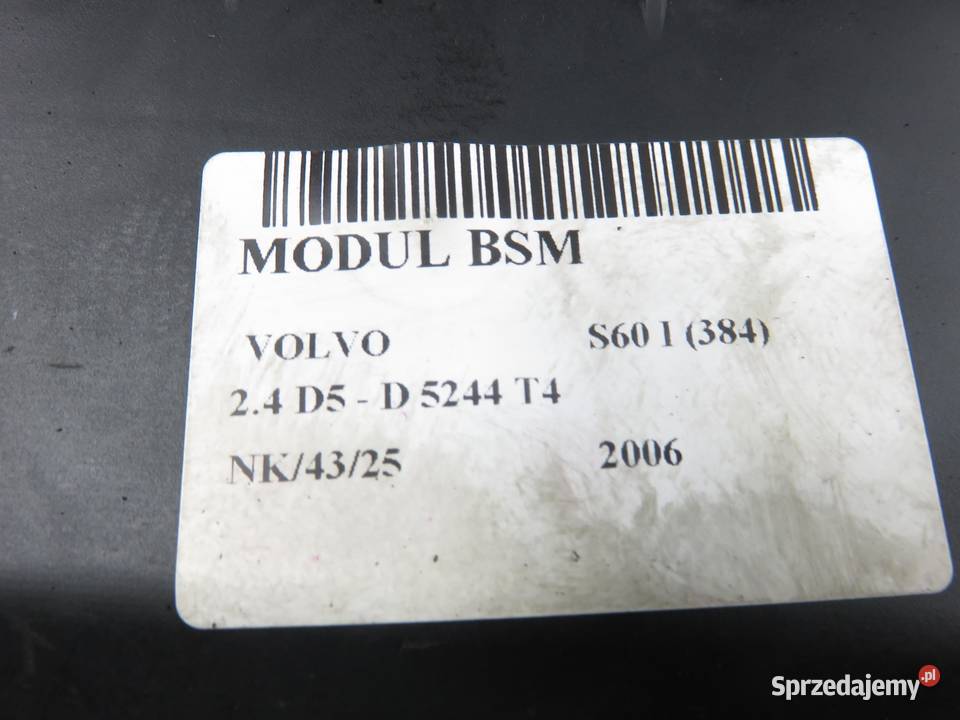 MODUL BSM
VOLVO S60 I (384)
2.4 D5 - D 5244 T4
NK/43/25 2006
Sprzedajemy.pl